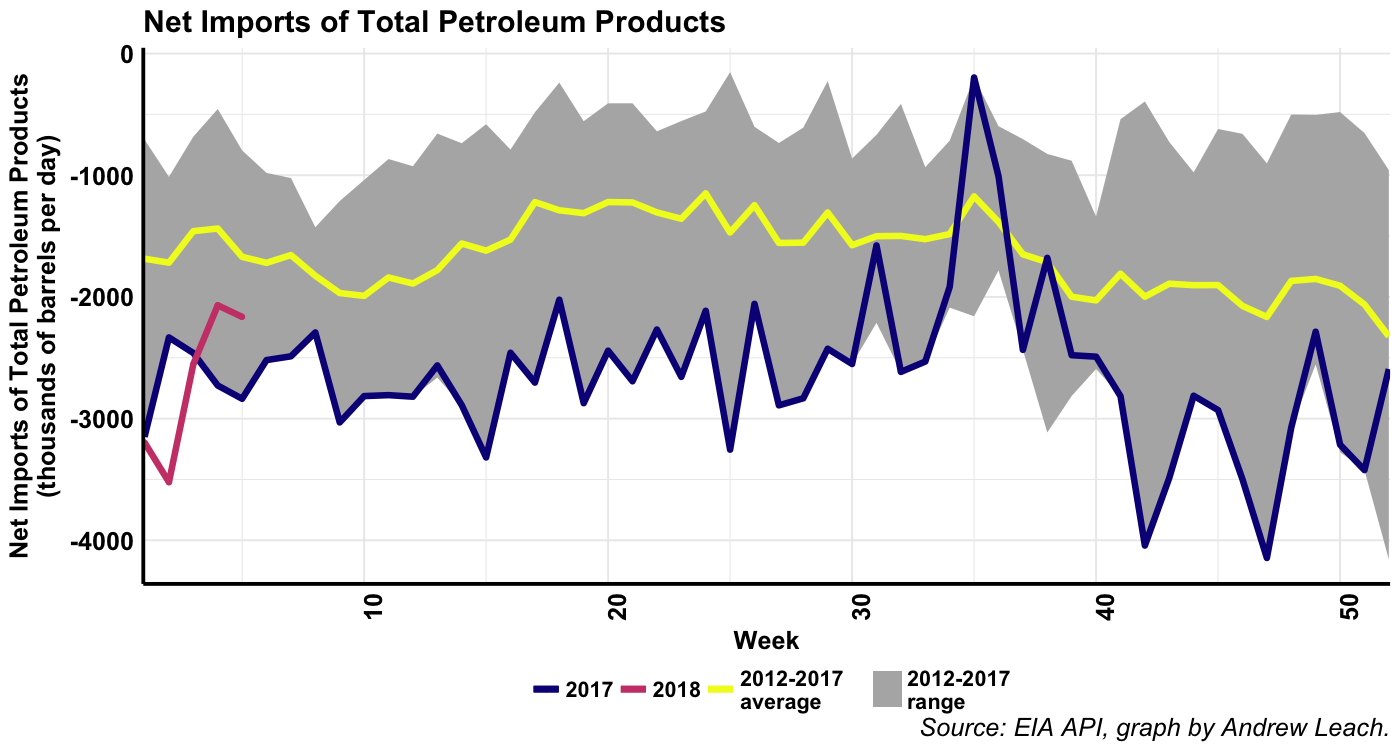 Net Imports of Total Petroleum Products
Net Imports of Total Petroleum Products
(thousands of barrels per day)
0
-1000
-2000
-3000
-4000
10
20
30
40
50
Week
2017
2018
2012-2017
average
2012-2017
range
Source: EIA API, graph by Andrew Leach.